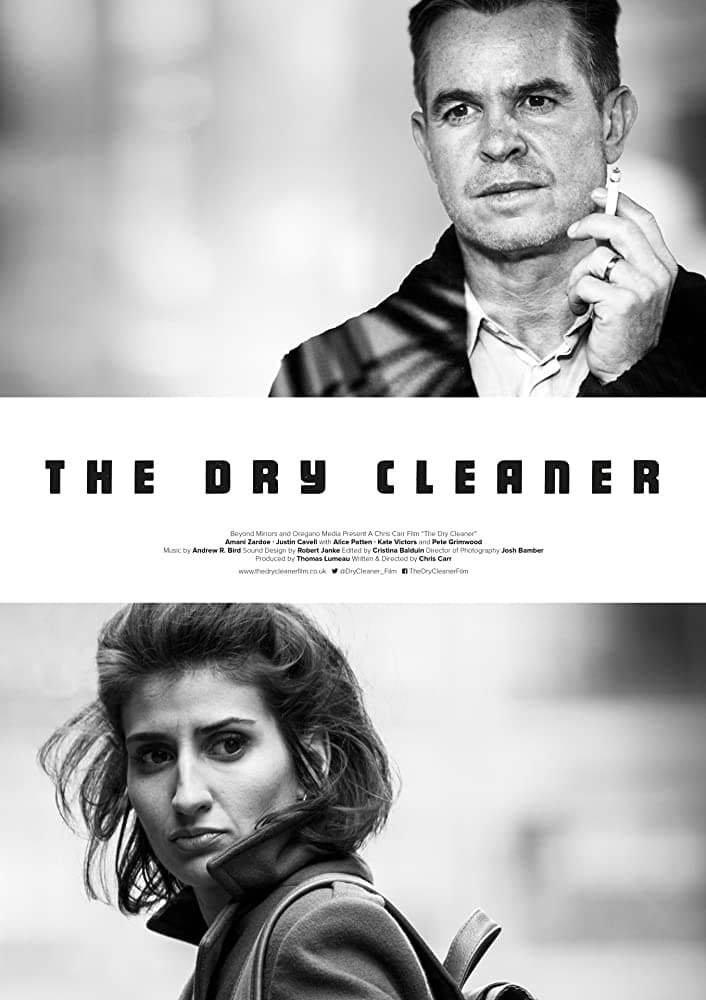 THE DRY CLEANER
Beyond Mirrors and Oregano Media Present A Chris Carr Film "The Dry Cleaner"
Amani Zardoe · Justin Cavell with Alice Patten · Kate Victors and Pete Grimwood
Music by Andrew R. Bird Sound Design by Robert Janke Edited by Cristina Balduin Director of Photography Josh Bamber
Produced by Thomas Lumeau Written & Directed by Chris Carr
www.thedrycleanerfilm.co.uk @DryCleaner_Film TheDryCleanerFilm